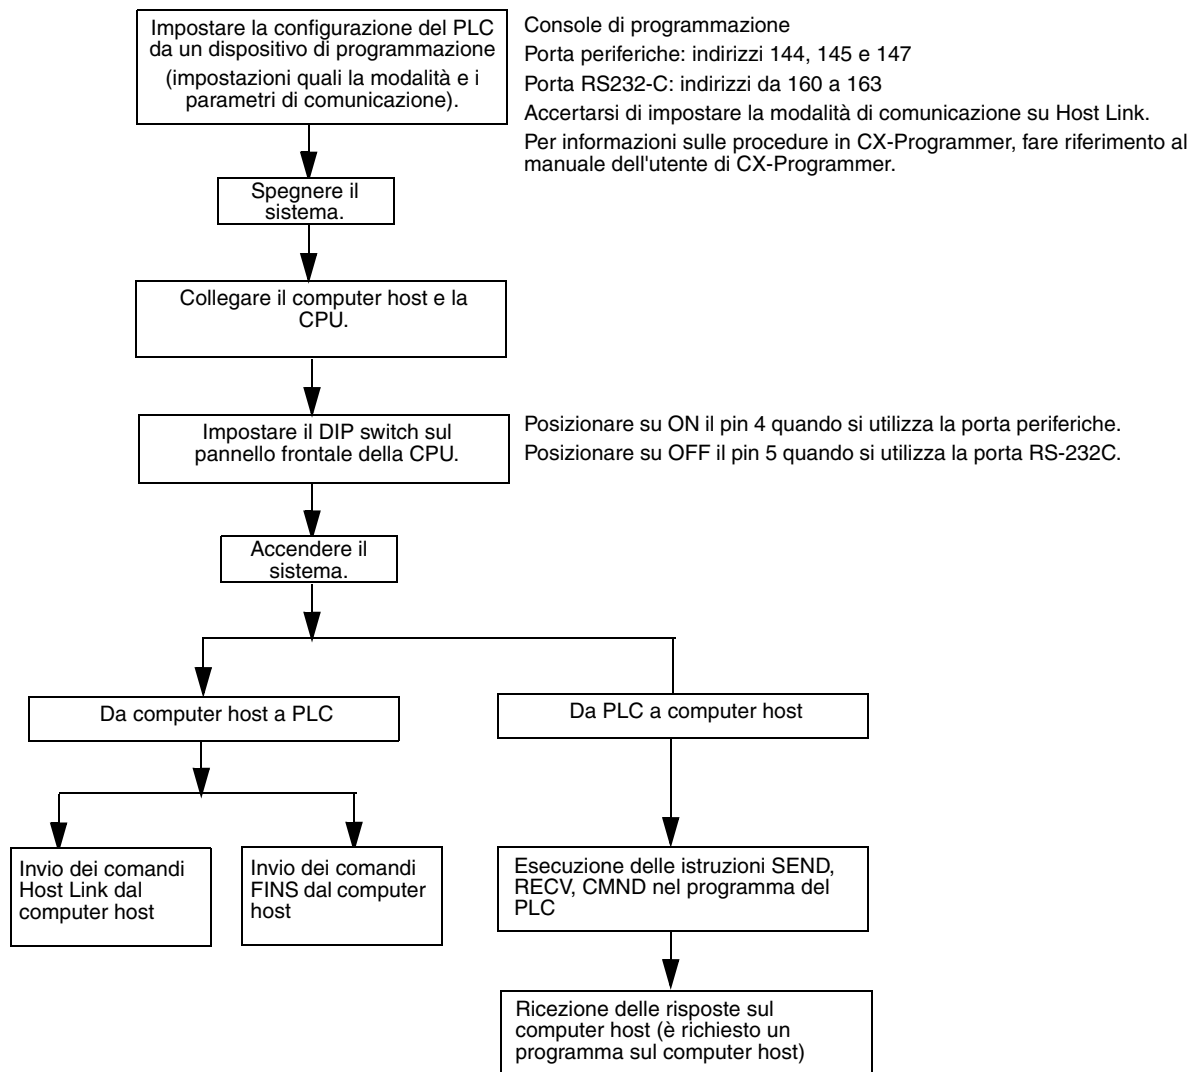 Impostare la configurazione del PLC
da un dispositivo di programmazione
(impostazioni quali la modalità e i
parametri di comunicazione).
Console di programmazione
Porta periferiche: indirizzi 144, 145 e 147
Porta RS232-C: indirizzi da 160 a 163
Accertarsi di impostare la modalità di comunicazione su Host Link.
Per informazioni sulle procedure in CX-Programmer, fare riferimento al
manuale dell'utente di CX-Programmer.
Spegnere il
sistema.
Collegare il computer host e la
CPU.
Impostare il DIP switch sul
pannello frontale della CPU.
Posizionare su ON il pin 4 quando si utilizza la porta periferiche.
Posizionare su OFF il pin 5 quando si utilizza la porta RS-232C.
Accendere il
sistema.
Da computer host a PLC
Da PLC a computer host
Invio dei comandi
Host Link dal
computer host
Invio dei comandi
FINS dal computer
host
Esecuzione delle istruzioni SEND,
RECV, CMND nel programma del
PLC
Ricezione delle risposte sul
computer host (è richiesto un
programma sul computer host)